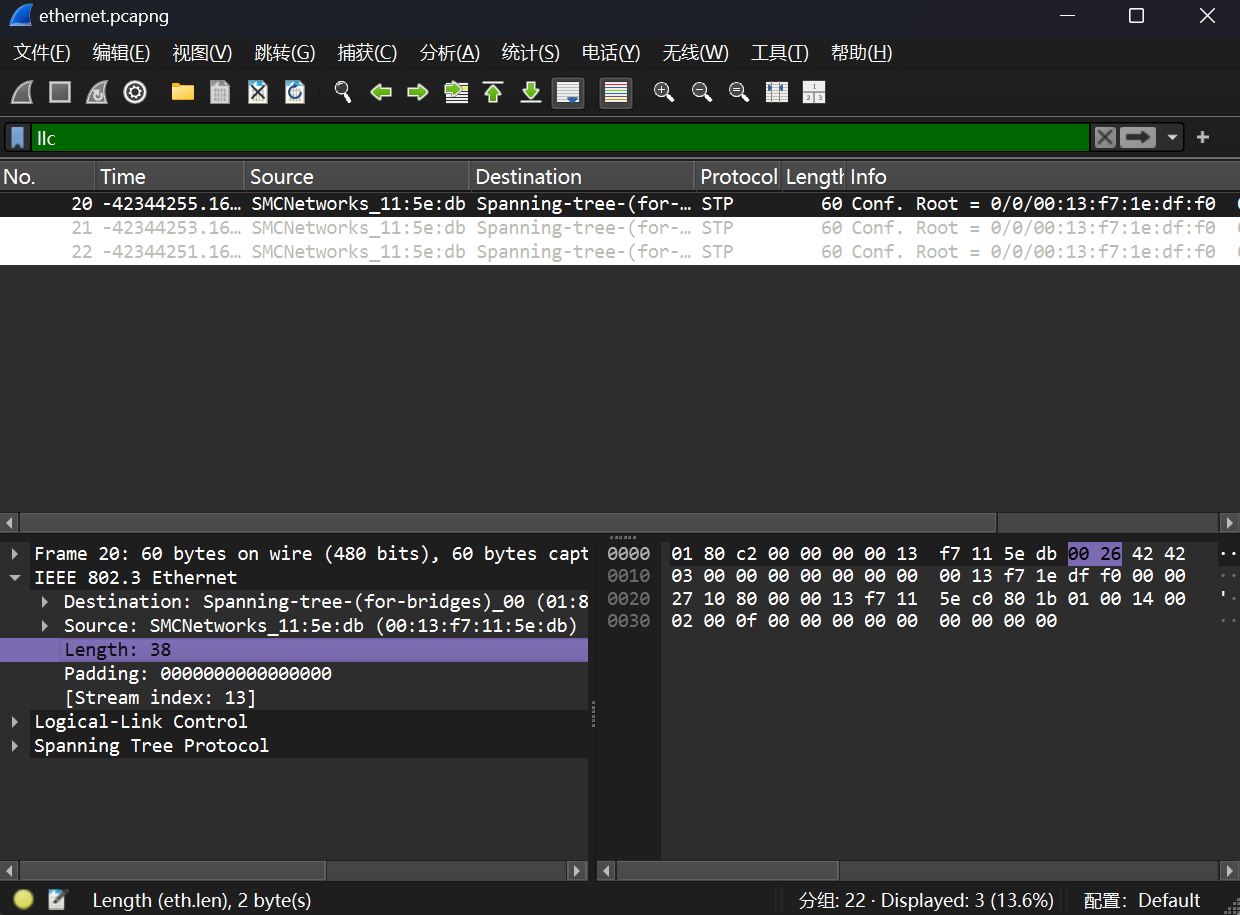 ethernet.pcapng
文件(F) 编辑(E) 视图(V) 跳转(G) 捕获(C) 分析(A) 统计(S) 电话(Y) 无线(W) 工具(T) 帮助(H)
llc
No. Time Source Destination Protocol Length Info
20 -42344255.16… SMCNetworks_11:5e:db Spanning-tree-(for-… STP 60 Conf. Root = 0/0/00:13:f7:1e:df:f0
21 -42344253.16… SMCNetworks_11:5e:db Spanning-tree-(for-… STP 60 Conf. Root = 0/0/00:13:f7:1e:df:f0
22 -42344251.16… SMCNetworks_11:5e:db Spanning-tree-(for-… STP 60 Conf. Root = 0/0/00:13:f7:1e:df:f0
Frame 20: 60 bytes on wire (480 bits), 60 bytes capt
IEEE 802.3 Ethernet
Destination: Spanning-tree-(for-bridges)_00 (01:8
Source: SMCNetworks_11:5e:db (00:13:f7:11:5e:db)
Length: 38
Padding: 0000000000000000
[Stream index: 13]
Logical-Link Control
Spanning Tree Protocol
0000 01 80 c2 00 00 00 00 13 f7 11 5e db 00 26 42 42 ··
0010 03 00 00 00 00 00 00 00 00 13 f7 1e df f0 00 00 ··
0020 27 10 80 00 00 13 f7 11 5e c0 80 1b 01 00 14 00 '·
0030 02 00 0f 00 00 00 00 00 00 00 00 00 ··
Length (eth.len), 2 byte(s)
分组: 22 · Displayed: 3 (13.6%)
配置: Default